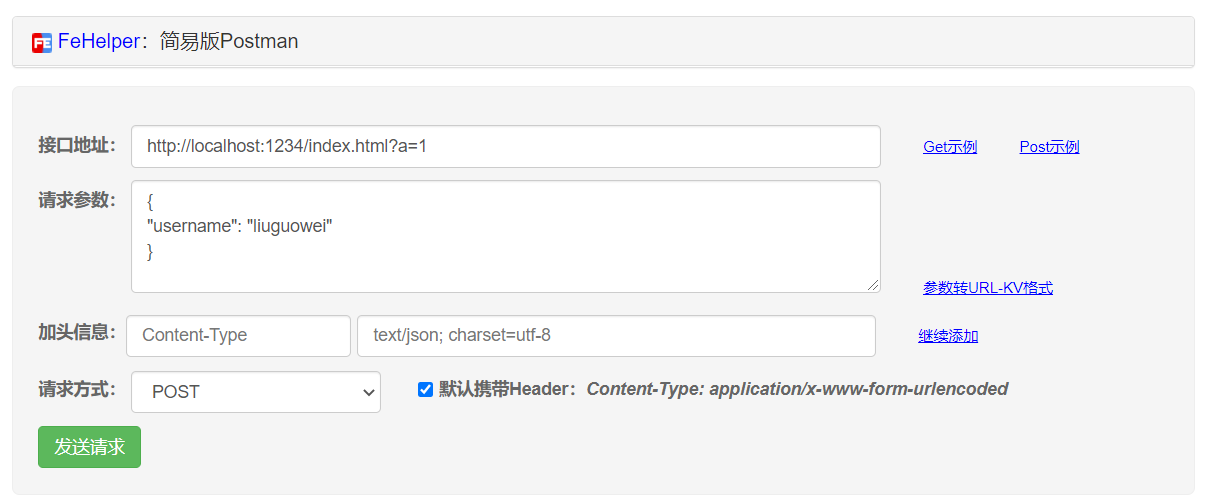 FeHelper：简易版Postman
接口地址： http://localhost:1234/index.html?a=1 Get示例 Post示例
请求参数： {
"username": "liuguowei"
}
参数转URL-KV格式
加头信息： Content-Type text/json; charset=utf-8 继续添加
请求方式： POST 默认携带Header：Content-Type: application/x-www-form-urlencoded
发送请求